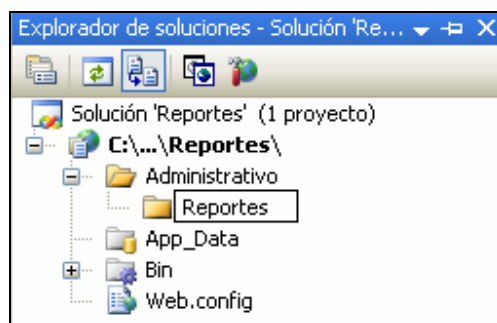 Explorador de soluciones - Solución 'Re...
Solución 'Reportes' (1 proyecto)
C:\...\Reportes\
Administrativo
Reportes
App_Data
Bin
Web.config